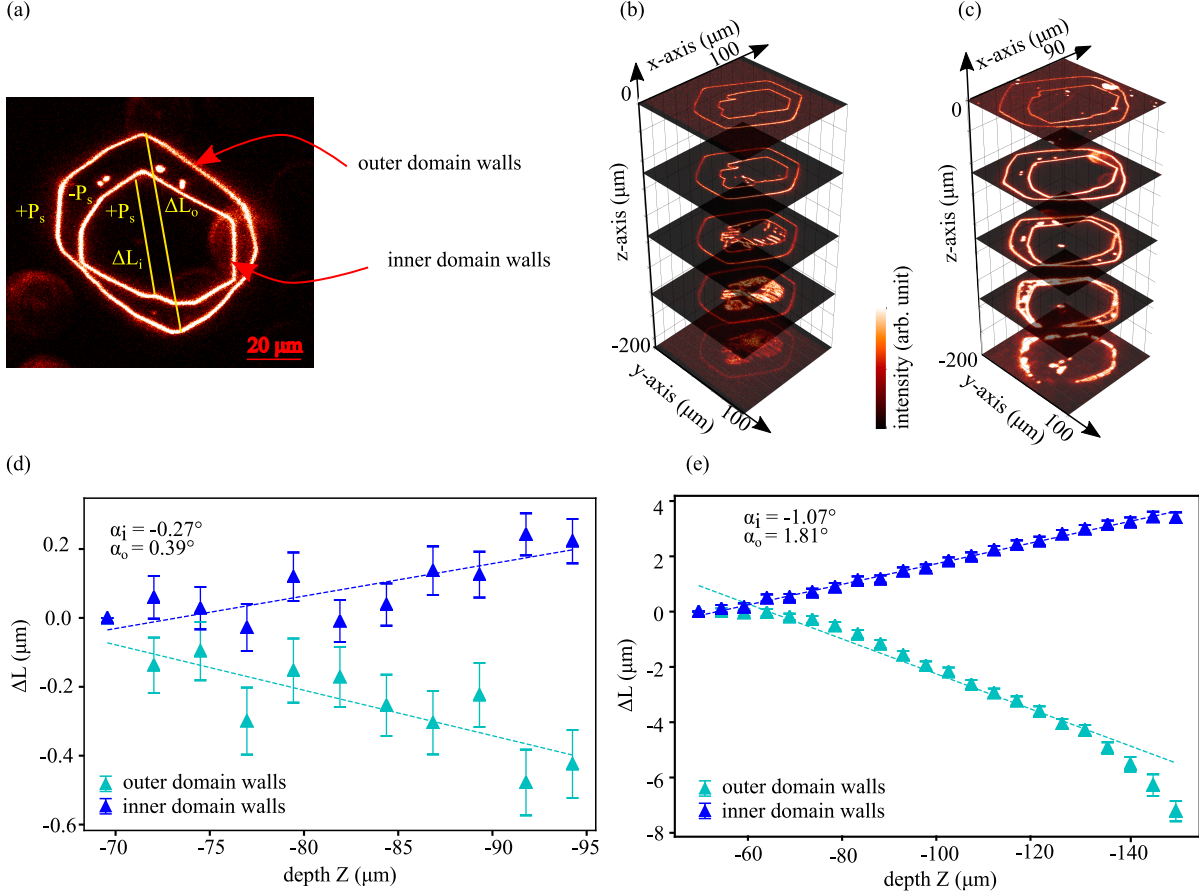 (a)
outer domain walls
inner domain walls
+Pₛ
-Pₛ
+Pₛ
ΔLₒ
ΔLᵢ
20 μm
(b)
x-axis (μm)
100
0
z-axis (μm)
-200
y-axis (μm)
100
intensity (arb. unit)
(c)
x-axis (μm)
90
0
z-axis (μm)
-200
y-axis (μm)
100
(d)
αi = -0.27°
αₒ = 0.39°
0.2
0.0
-0.2
-0.4
-0.6
ΔL (μm)
outer domain walls
inner domain walls
-70 -75 -80 -85 -90 -95
depth Z (μm)
(e)
αi = -1.07°
αₒ = 1.81°
4
2
0
-2
-4
-6
-8
ΔL (μm)
outer domain walls
inner domain walls
-60 -80 -100 -120 -140
depth Z (μm)